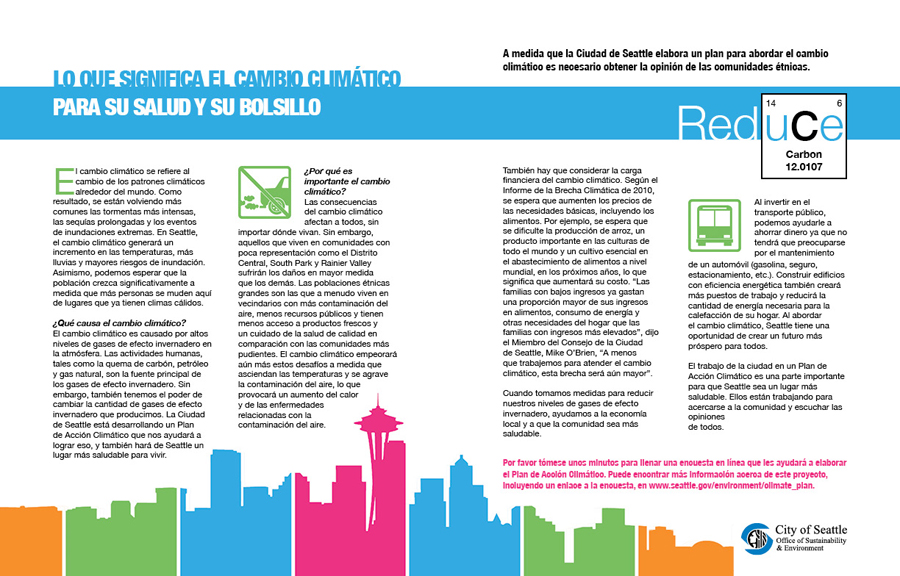 LO QUE SIGNIFICA EL CAMBIO CLIMÁTICO
PARA SU SALUD Y SU BOLSILLO
El cambio climático se refiere al
cambio de los patrones climáticos
alrededor del mundo. Como
resultado, se están volviendo más
comunes las tormentas más intensas,
las sequías prolongadas y los eventos
de inundaciones extremas. En Seattle,
el cambio climático generará un
incremento en las temperaturas, más
lluvias y mayores riesgos de inundación.
Asimismo, podemos esperar que la
población crezca significativamente a
medida que más personas se muden aquí
de lugares que ya tienen climas cálidos.
¿Qué causa el cambio climático?
El cambio climático es causado por altos
niveles de gases de efecto invernadero en
la atmósfera. Las actividades humanas,
tales como la quema de carbón, petróleo
y gas natural, son la fuente principal de
los gases de efecto invernadero. Sin
embargo, también tenemos el poder de
cambiar la cantidad de gases de efecto
invernadero que producimos. La Ciudad
de Seattle está desarrollando un Plan
de Acción Climático que nos ayudará a
lograr eso, y también hará de Seattle un
lugar más saludable para vivir.
¿Por qué es
importante el cambio
climático?
Las consecuencias
del cambio climático
afectan a todos, sin
importar dónde vivan. Sin embargo,
aquellos que viven en comunidades con
poca representación como el Distrito
Central, South Park y Rainier Valley
sufrirán los daños en mayor medida
que los demás. Las poblaciones étnicas
grandes son las que a menudo viven en
vecindarios con más contaminación del
aire, menos recursos públicos y tienen
menos acceso a productos frescos y
un cuidado de la salud de calidad en
comparación con las comunidades más
pudientes. El cambio climático empeorará
aún más estos desafíos a medida que
asciendan las temperaturas y se agrave
la contaminación del aire, lo que
provocará un aumento del calor
y de las enfermedades
relacionadas con la
contaminación del aire.
A medida que la Ciudad de Seattle elabora un plan para abordar el cambio
olimático es necesario obtener la opinión de las comunidades étnicas.
ReduCe
14 6
Carbon
12.0107
También hay que considerar la carga
financiera del cambio climático. Según el
Informe de la Brecha Climática de 2010,
se espera que aumenten los precios de
las necesidades básicas, incluyendo los
alimentos. Por ejemplo, se espera que
se dificulte la producción de arroz, un
producto importante en las culturas de
todo el mundo y un cultivo esencial en
el abastecimiento de alimentos a nivel
mundial, en los próximos años, lo que
significa que aumentará su costo. “Las
familias con bajos ingresos ya gastan
una proporción mayor de sus ingresos
en alimentos, consumo de energía y
otras necesidades del hogar que las
familias con ingresos más elevados”, dijo
el Miembro del Consejo de la Ciudad
de Seattle, Mike O’Brien, “A menos
que trabajemos para atender el cambio
climático, esta brecha será aún mayor”.
Cuando tomamos medidas para reducir
nuestros niveles de gases de efecto
invernadero, ayudamos a la economía
local y a que la comunidad sea más
saludable.
Al invertir en el
transporte público,
podemos ayudarle a
ahorrar dinero ya que no
tendrá que preocuparse
por el mantenimiento
de un automóvil (gasolina, seguro,
estacionamiento, etc.). Construir edificios
con eficiencia energética también creará
más puestos de trabajo y reducirá la
cantidad de energía necesaria para la
calefacción de su hogar. Al abordar
el cambio climático, Seattle tiene una
oportunidad de crear un futuro más
próspero para todos.
El trabajo de la ciudad en un Plan de
Acción Climático es una parte importante
para que Seattle sea un lugar más
saludable. Ellos están trabajando para
acercarse a la comunidad y escuchar las
opiniones
de todos.
Por favor tómese unos minutos para llenar una encuesta en línea que les ayudará a elaborar
el Plan de Acción Climático. Puede encontrar más información acerca de este proyecto,
incluyendo un enlace a la encuesta, en www.seattle.gov/environment/climate_plan.
City of Seattle
Office of Sustainability
& Environment